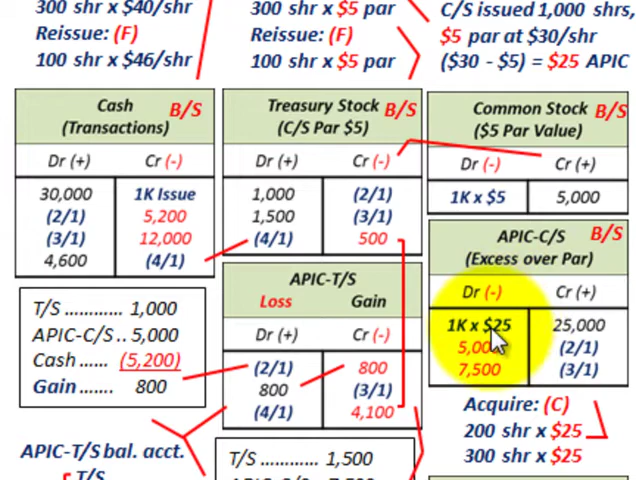 300 shr x $40/shr
Reissue: (F)
100 shr x $46/shr
300 shr x $5 par
Reissue: (F)
100 shr x $5 par
C/S issued 1,000 shrs,
$5 par at $30/shr
($30 - $5) = $25 APIC
Cash B/S
(Transactions)
Dr (+) Cr (-)
30,000 1K Issue
(2/1) 5,200
(3/1) 12,000
4,600 (4/1)
Treasury Stock B/S
(C/S Par $5)
Dr (+) Cr (-)
1,000 (2/1)
1,500 (3/1)
(4/1) 500
Common Stock B/S
($5 Par Value)
Dr (-) Cr (+)
1K x $5 5,000
APIC-C/S B/S
(Excess over Par)
Dr (-) Cr (+)
1K x $25 25,000
(2/1)
7,500 (3/1)
Acquire: (C)
200 shr x $25
300 shr x $25
APIC-T/S
Loss Gain
Dr (+) Cr (-)
(2/1) 800
800 (3/1)
(4/1) 4,100
T/S ............ 1,000
APIC-C/S .. 5,000
Cash ...... (5,200)
Gain ....... 800
APIC-T/S bal. acct.
T/S
T/S ............ 1,500